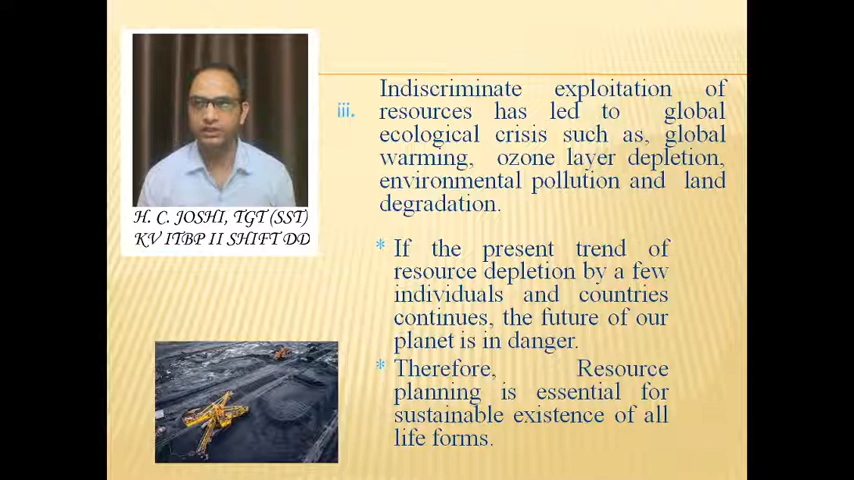 H. C. JOSHI, TGT (SST)
KV ITBP II SHIFT DD
iii.
Indiscriminate exploitation of
resources has led to global
ecological crisis such as, global
warming, ozone layer depletion,
environmental pollution and land
degradation.
* If the present trend of
resource depletion by a few
individuals and countries
continues, the future of our
planet is in danger.
* Therefore, Resource
planning is essential for
sustainable existence of all
life forms.